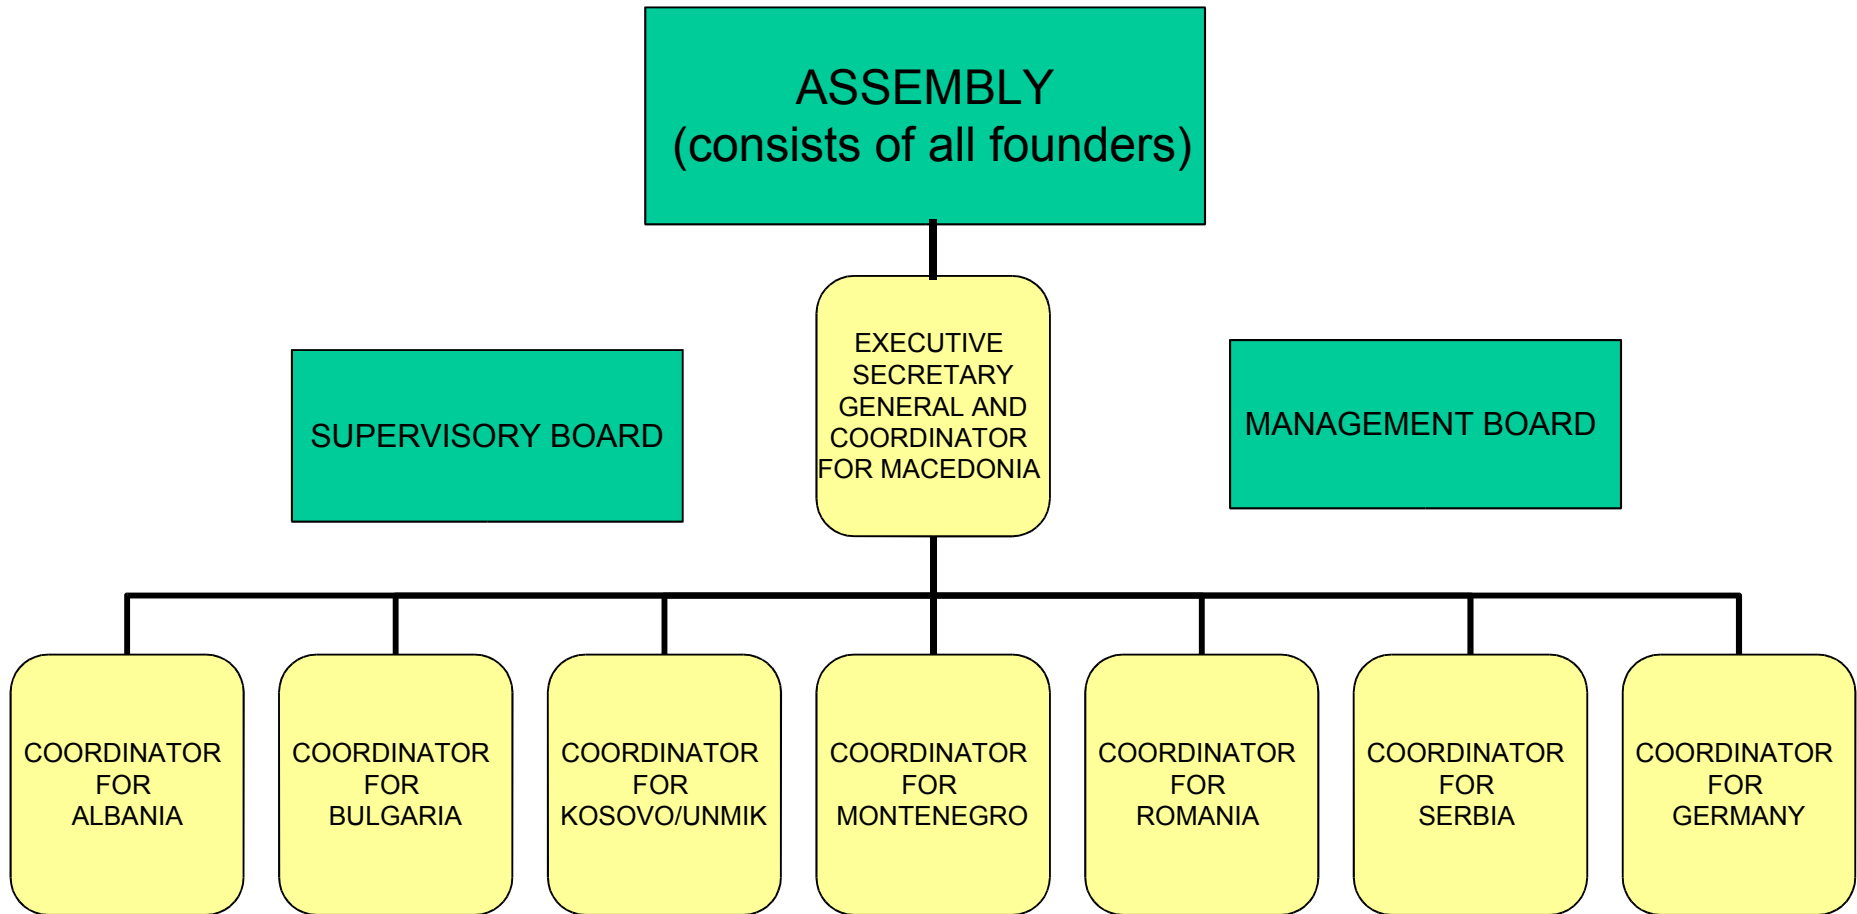 ASSEMBLY
(consists of all founders)
EXECUTIVE
SECRETARY
GENERAL AND
COORDINATOR
FOR MACEDONIA
SUPERVISORY BOARD
MANAGEMENT BOARD
COORDINATOR
FOR
ALBANIA
COORDINATOR
FOR
BULGARIA
COORDINATOR
FOR
KOSOVO/UNMIK
COORDINATOR
FOR
MONTENEGRO
COORDINATOR
FOR
ROMANIA
COORDINATOR
FOR
SERBIA
COORDINATOR
FOR
GERMANY